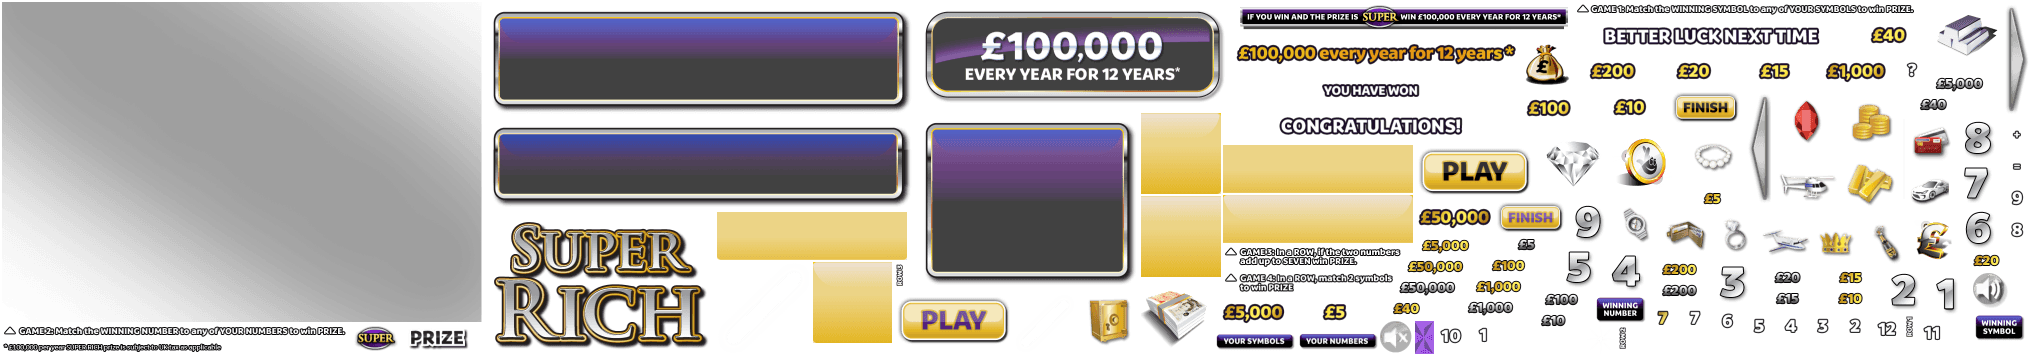 IF YOU WIN AND THE PRIZE IS SUPER WIN £100,000 EVERY YEAR FOR 12 YEARS*
GAME 1: Match the WINNING SYMBOL to any of YOUR SYMBOLS to win PRIZE.
£100,000
EVERY YEAR FOR 12 YEARS*
£100,000 every year for 12 years*
BETTER LUCK NEXT TIME
£40
£200
£20
£15
£1,000
?
£5,000
YOU HAVE WON
£100
£10
FINISH
£40
CONGRATULATIONS!
8
+
PLAY
7
=
£5
9
£50,000
FINISH
9
6
8
SUPER
RICH
£5,000
£5
GAME 3: In a ROW, if the two numbers
add up to SEVEN win PRIZE.
£50,000
£100
5
4
£200
3
£20
£15
£20
ROW 3
GAME 4: In a ROW, match 2 symbols
to win PRIZE
£50,000
£1,000
£200
£15
£10
2
1
£100
£5,000
£5
£40
£1,000
WINNING
NUMBER
£10
PLAY
7
7
6
5
4
3
2
12
ROW 1
11
WINNING
SYMBOL
GAME 2: Match the WINNING NUMBER to any of YOUR NUMBERS to win PRIZE.
SUPER
PRIZE
YOUR SYMBOLS
YOUR NUMBERS
10
1
ROW 2
* £100,000 per year SUPER RICH prize is subject to UK tax as applicable